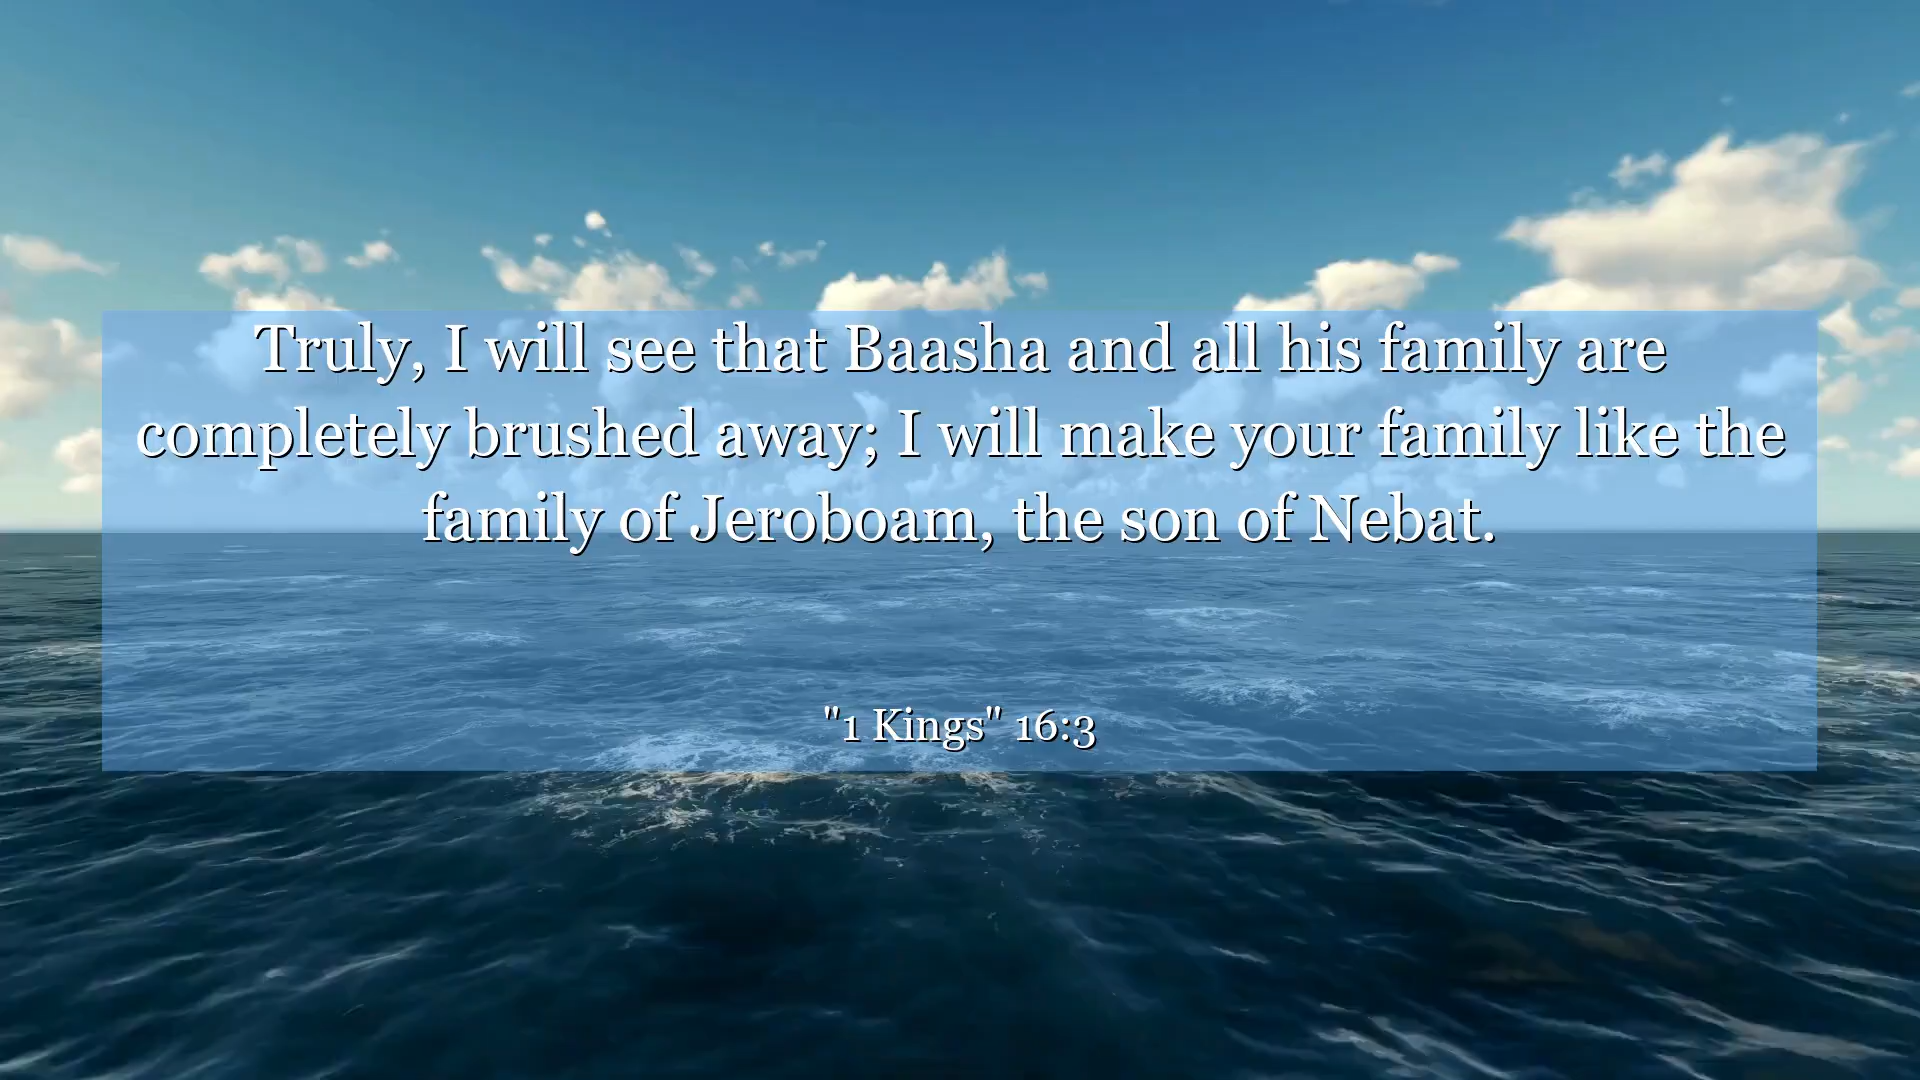 Truly, I will see that Baasha and all his family are
completely brushed away; I will make your family like the
family of Jeroboam, the son of Nebat.
"1 Kings" 16:3